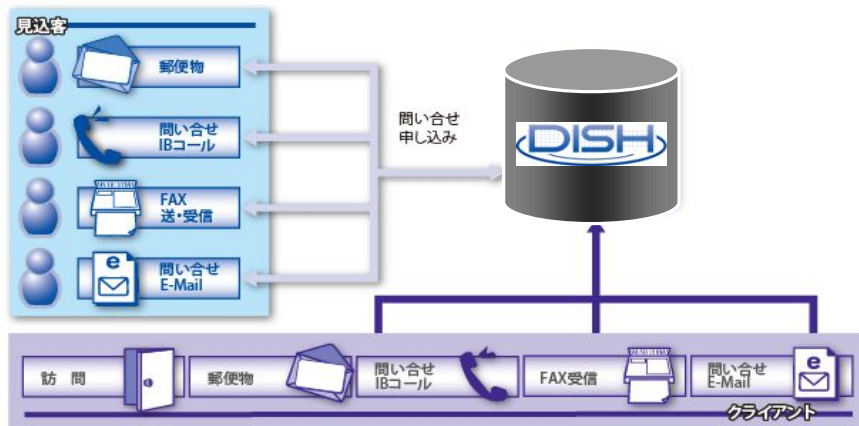 見込客
郵便物
問い合せ
IBコール
FAX
送・受信
問い合せ
E-Mail
問い合せ
申し込み
DISH
訪 問
郵便物
問い合せ
IBコール
FAX受信
問い合せ
E-Mail
クライアント
e
e